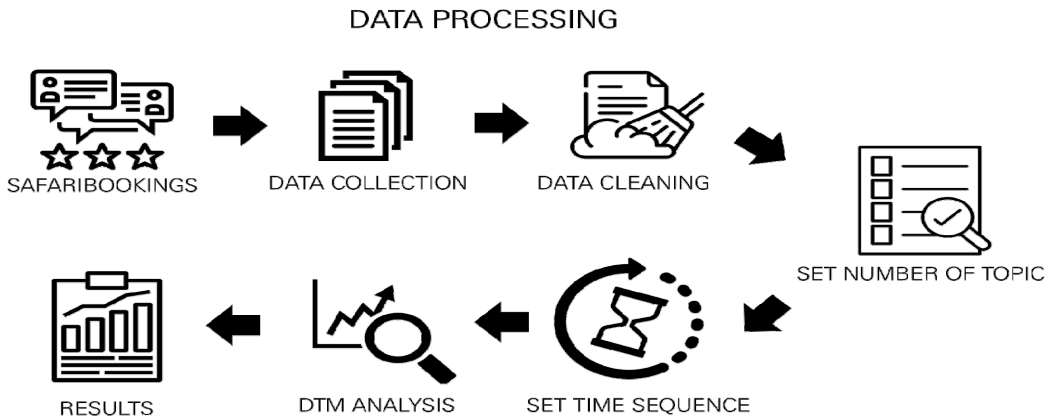 DATA PROCESSING
SAFARIBOOKINGS
DATA COLLECTION
DATA CLEANING
SET NUMBER OF TOPIC
SET TIME SEQUENCE
DTM ANALYSIS
RESULTS